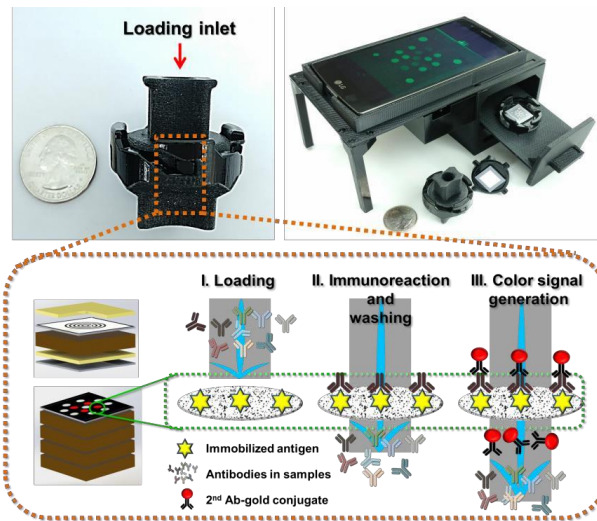 Loading inlet
LG
I. Loading
II. Immunoreaction
and
washing
III. Color signal
generation
Immobilized antigen
Antibodies in samples
2nd Ab-gold conjugate